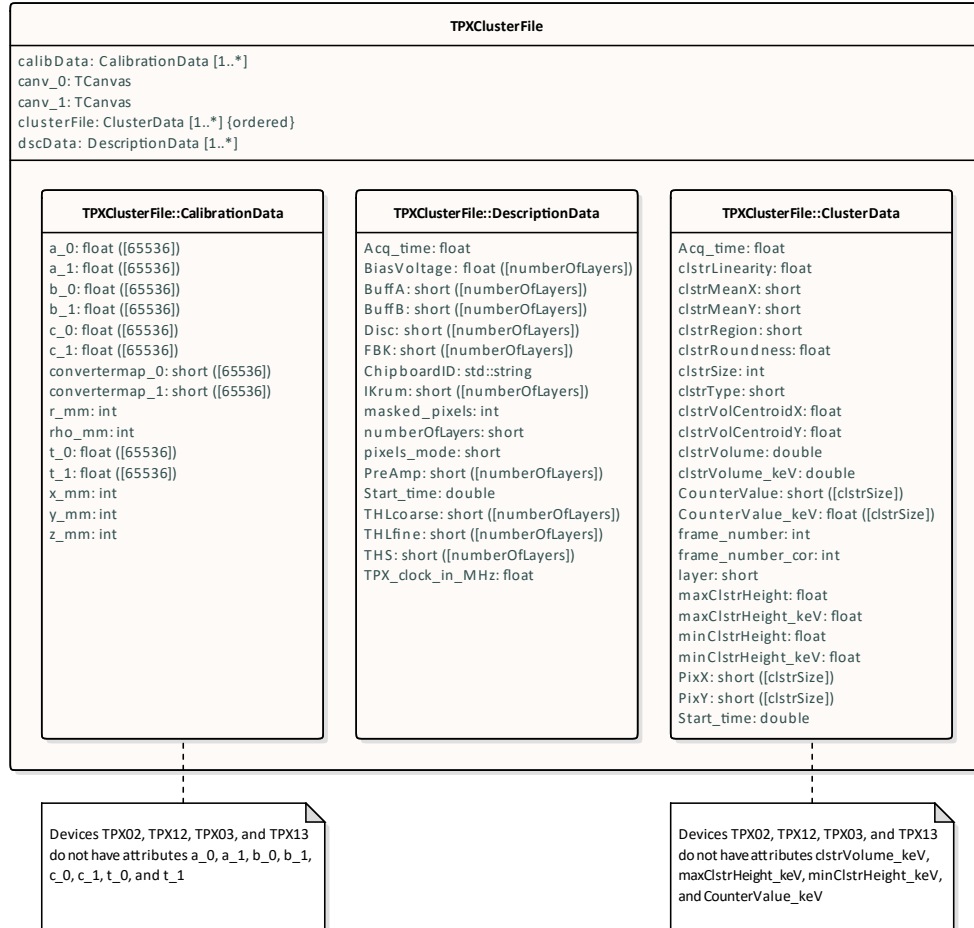 TPXClusterFile
calibData: CalibrationData [1..*]
canv_0: TCanvas
canv_1: TCanvas
clusterFile: ClusterData [1..*] {ordered}
dscData: DescriptionData [1..*]
TPXClusterFile::CalibrationData
a_0: float ([65536])
a_1: float ([65536])
b_0: float ([65536])
b_1: float ([65536])
c_0: float ([65536])
c_1: float ([65536])
convertermap_0: short ([65536])
convertermap_1: short ([65536])
r_mm: int
rho_mm: int
t_0: float ([65536])
t_1: float ([65536])
x_mm: int
y_mm: int
z_mm: int
TPXClusterFile::DescriptionData
Acq_time: float
BiasVoltage: float ([numberOfLayers])
BuffA: short ([numberOfLayers])
BuffB: short ([numberOfLayers])
Disc: short ([numberOfLayers])
FBK: short ([numberOfLayers])
ChipboardID: std::string
IKrum: short ([numberOfLayers])
masked_pixels: int
numberOfLayers: short
pixels_mode: short
PreAmp: short ([numberOfLayers])
Start_time: double
THLcoarse: short ([numberOfLayers])
THLfine: short ([numberOfLayers])
THS: short ([numberOfLayers])
TPX_clock_in_MHz: float
TPXClusterFile::ClusterData
Acq_time: float
clstrLinearity: float
clstrMeanX: short
clstrMeanY: short
clstrRegion: short
clstrRoundness: float
clstrSize: int
clstrType: short
clstrVolCentroidX: float
clstrVolCentroidY: float
clstrVolume: double
clstrVolume_keV: double
CounterValue: short ([clstrSize])
CounterValue_keV: float ([clstrSize])
frame_number: int
frame_number_cor: int
layer: short
maxClstrHeight: float
maxClstrHeight_keV: float
minClstrHeight: float
minClstrHeight_keV: float
PixX: short ([clstrSize])
PixY: short ([clstrSize])
Start_time: double
Devices TPX02, TPX12, TPX03, and TPX13
do not have attributes a_0, a_1, b_0, b_1,
c_0, c_1, t_0, and t_1
Devices TPX02, TPX12, TPX03, and TPX13
do not have attributes clstrVolume_keV,
maxClstrHeight_keV, minClstrHeight_keV,
and CounterValue_keV